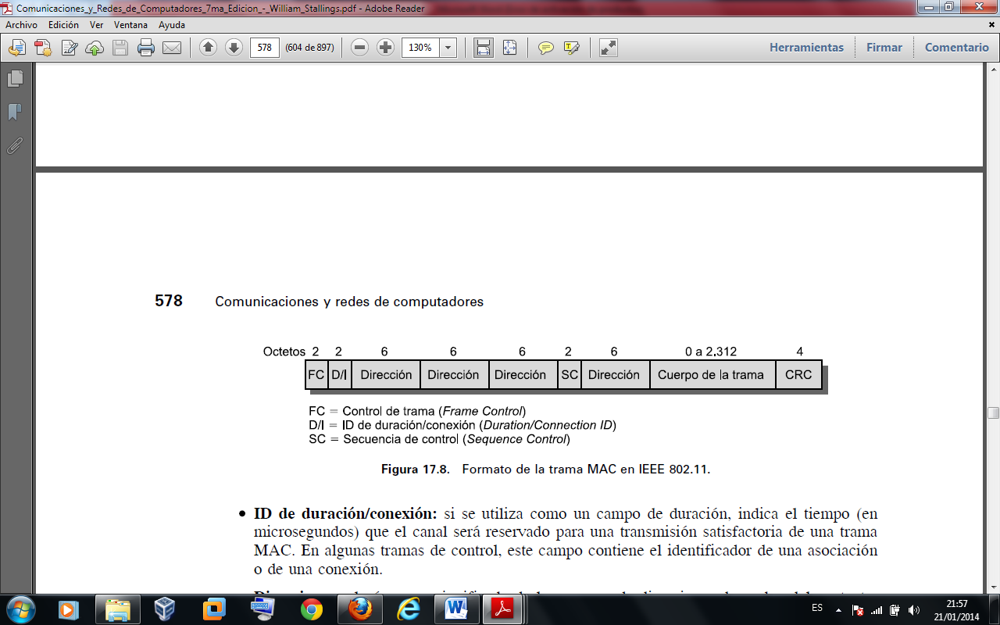 Comunicaciones_y_Redes_de_Computadores_7ma_Edicion_-_William_Stallings.pdf - Adobe Reader
Archivo Edición Ver Ventana Ayuda
578 (604 de 897) 130% Herramientas Firmar Comentario
578 Comunicaciones y redes de computadores
Octetos 2 2 6 6 6 2 6 0 a 2.312 4
FC D/I Dirección Dirección Dirección SC Dirección Cuerpo de la trama CRC
FC = Control de trama (Frame Control)
D/I = ID de duración/conexión (Duration/Connection ID)
SC = Secuencia de control (Sequence Control)
Figura 17.8. Formato de la trama MAC en IEEE 802.11.
• ID de duración/conexión: si se utiliza como un campo de duración, indica el tiempo (en
microsegundos) que el canal será reservado para una transmisión satisfactoria de una trama
MAC. En algunas tramas de control, este campo contiene el identificador de una asociación
o de una conexión.
ES 21:57
21/01/2014